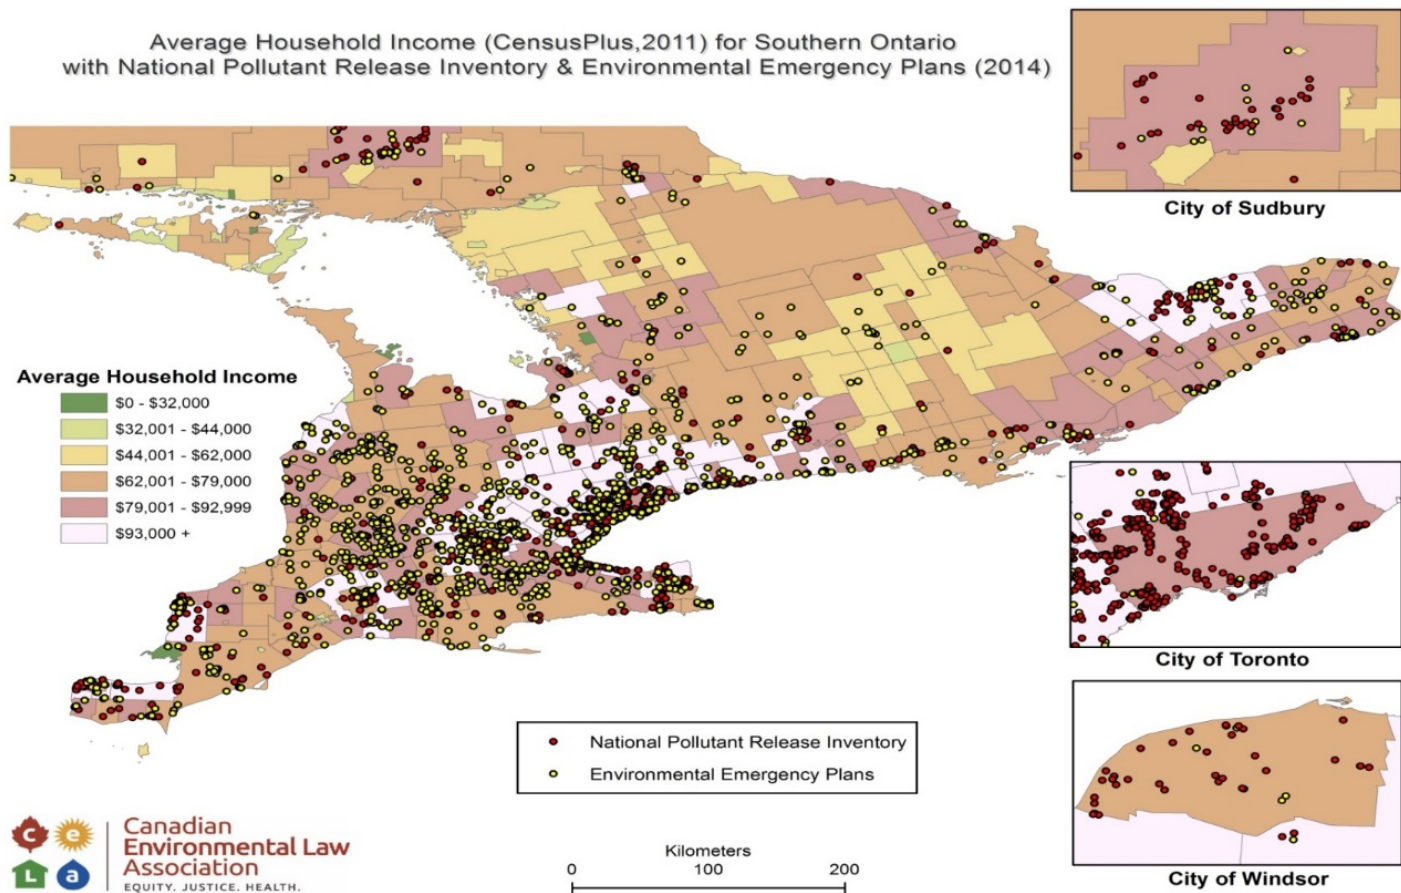 Average Household Income (CensusPlus,2011) for Southern Ontario
with National Pollutant Release Inventory & Environmental Emergency Plans (2014)
City of Sudbury
Average Household Income
$0 - $32,000
$32,001 - $44,000
$44,001 - $62,000
$62,001 - $79,000
$79,001 - $92,999
$93,000 +
City of Toronto
National Pollutant Release Inventory
Environmental Emergency Plans
City of Windsor
c e
L a
Canadian
Environmental Law
Association
EQUITY. JUSTICE. HEALTH.
Kilometers
0 100 200